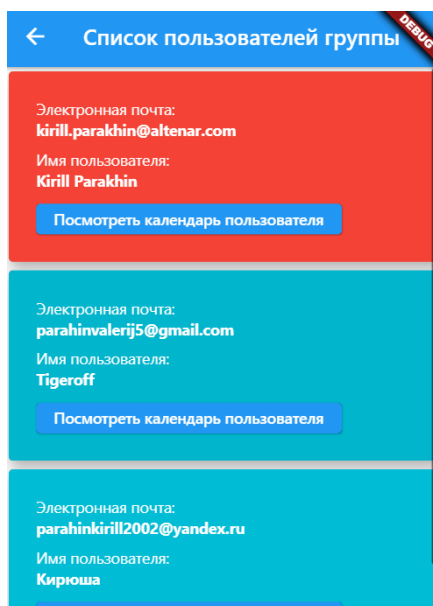 Список пользователей группы
DEBUG
Электронная почта:
kirill.parakhin@altenar.com
Имя пользователя:
Kirill Parakhin
Посмотреть календарь пользователя
Электронная почта:
parahinvalerij5@gmail.com
Имя пользователя:
Tigeroff
Посмотреть календарь пользователя
Электронная почта:
parahinkirill2002@yandex.ru
Имя пользователя:
Кирюша